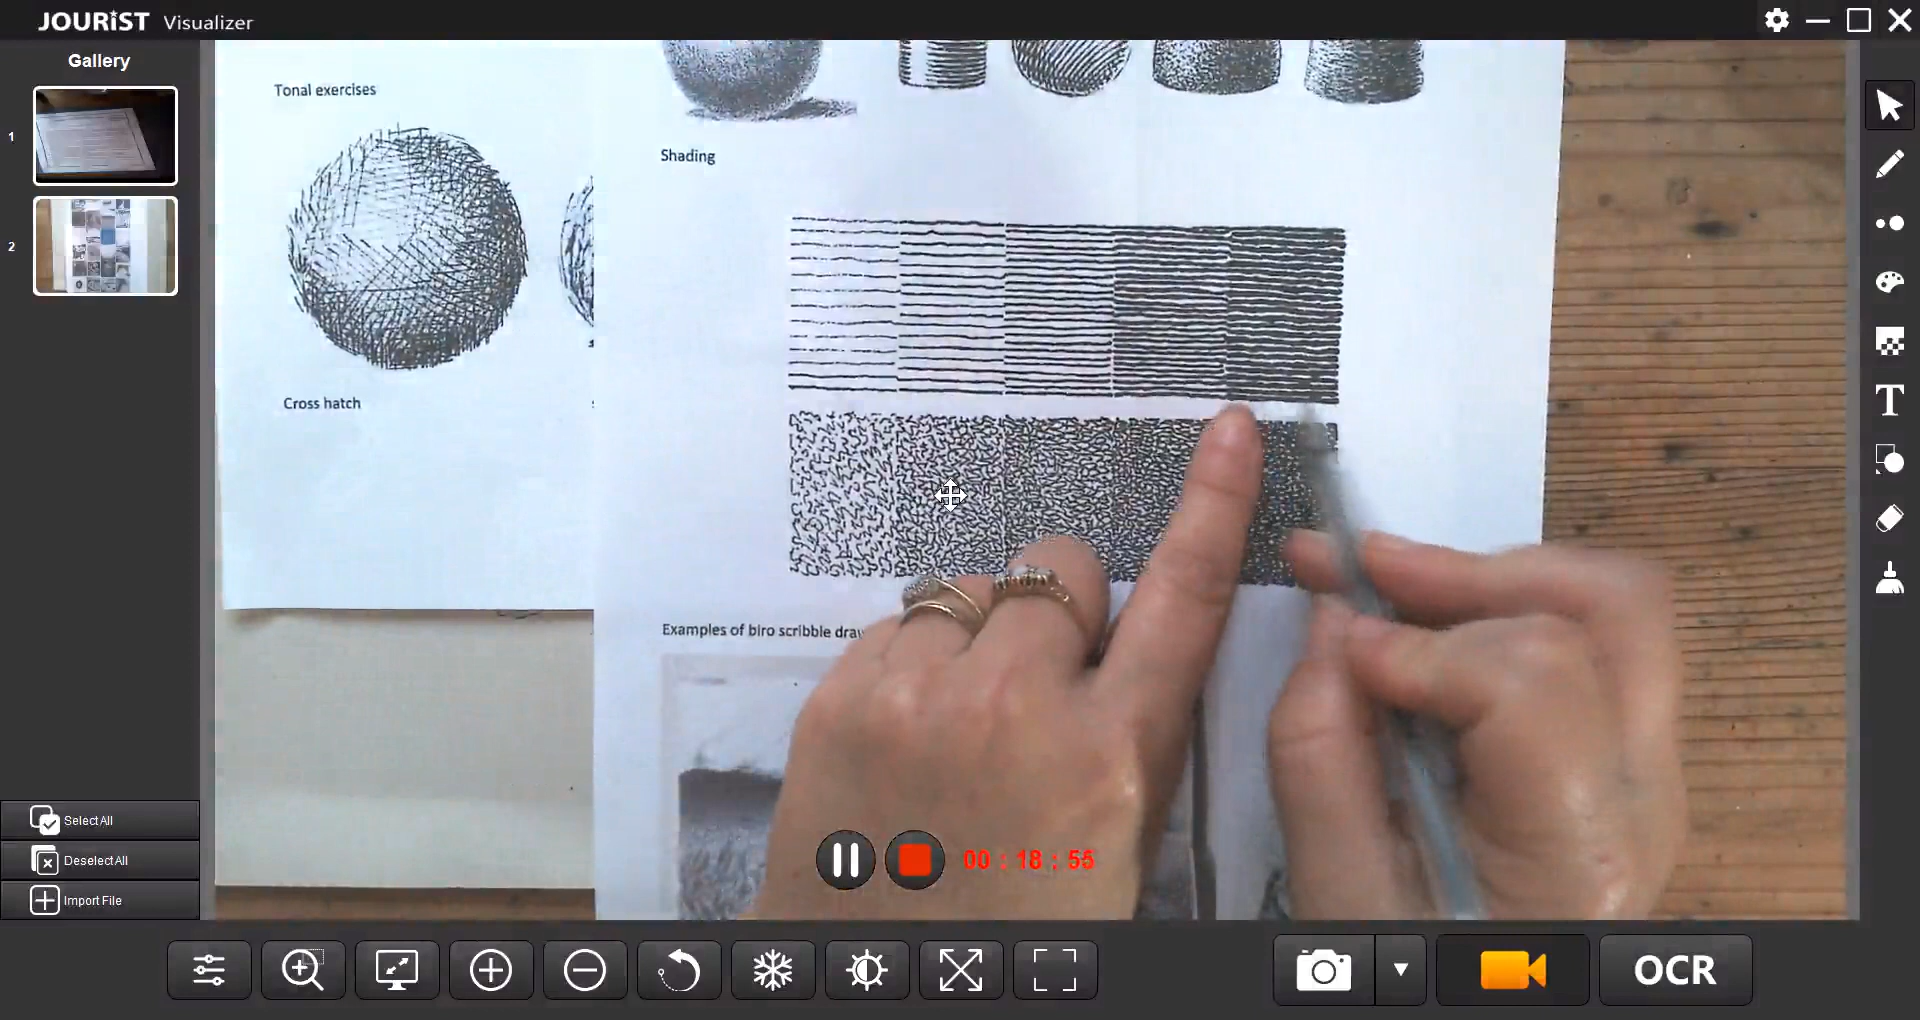 JOURIST Visualizer
Gallery
1
2
Tonal exercises
Cross hatch
Shading
Examples of biro scribble
00 : 18 : 55
Select All
Deselect All
Import File
T
OCR